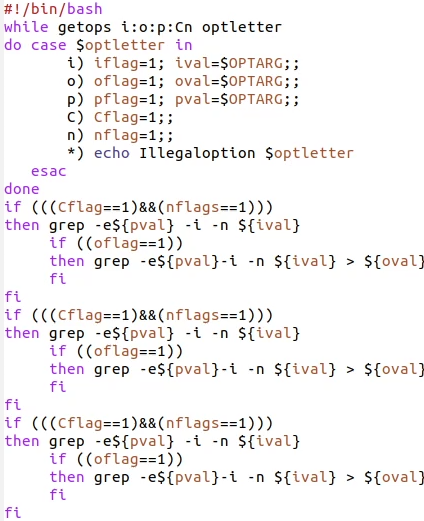 #!/bin/bash
while getops i:o:p:Cn optletter
do case $optletter in
i) iflag=1; ival=$OPTARG;;
o) oflag=1; oval=$OPTARG;;
p) pflag=1; pval=$OPTARG;;
C) Cflag=1;;
n) nflag=1;;
*) echo Illegaloption $optletter
esac
done
if (((Cflag==1)&&(nflags==1)))
then grep -e${pval} -i -n ${ival}
if ((oflag==1))
then grep -e${pval}-i -n ${ival} > ${oval}
fi
fi
if (((Cflag==1)&&(nflags==1)))
then grep -e${pval} -i -n ${ival}
if ((oflag==1))
then grep -e${pval}-i -n ${ival} > ${oval}
fi
fi
if (((Cflag==1)&&(nflags==1)))
then grep -e${pval} -i -n ${ival}
if ((oflag==1))
then grep -e${pval}-i -n ${ival} > ${oval}
fi
fi